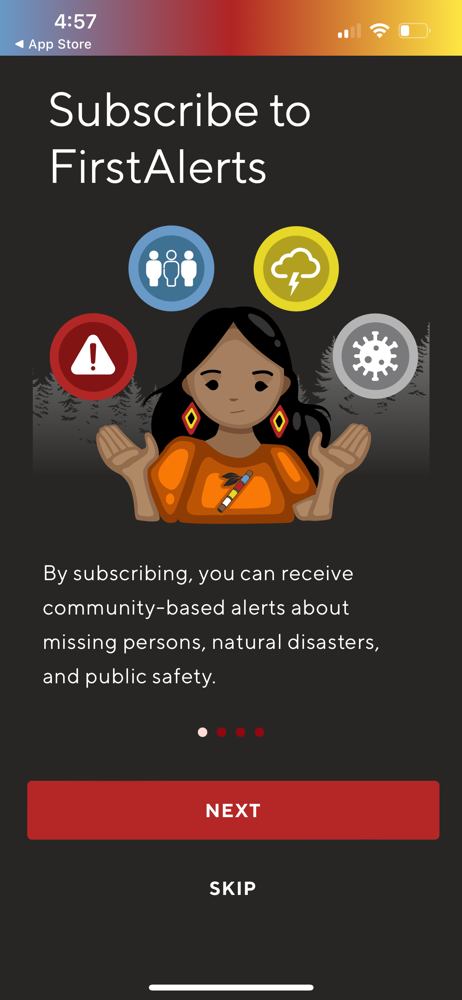 4:57
◀ App Store
Subscribe to
FirstAlerts
By subscribing, you can receive
community-based alerts about
missing persons, natural disasters,
and public safety.
NEXT
SKIP